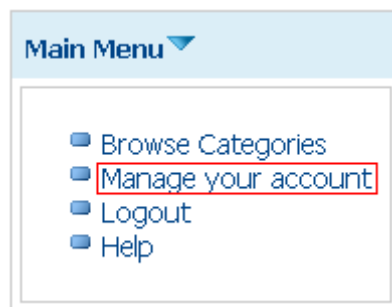 Main Menu
Browse Categories
Manage your account
Logout
Help